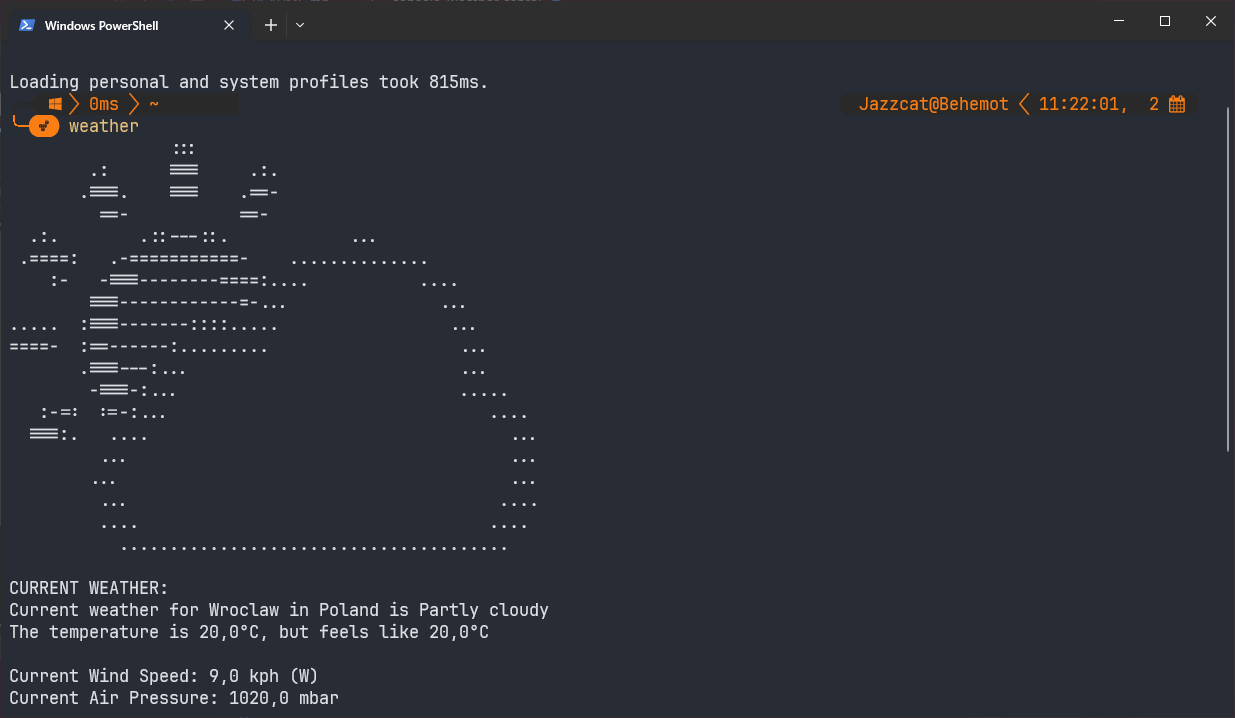 Windows PowerShell
Loading personal and system profiles took 815ms.
0ms ~ Jazzcat@Behemot 11:22:01, 2
weather
CURRENT WEATHER:
Current weather for Wroclaw in Poland is Partly cloudy
The temperature is 20,0°C, but feels like 20,0°C
Current Wind Speed: 9,0 kph (W)
Current Air Pressure: 1020,0 mbar